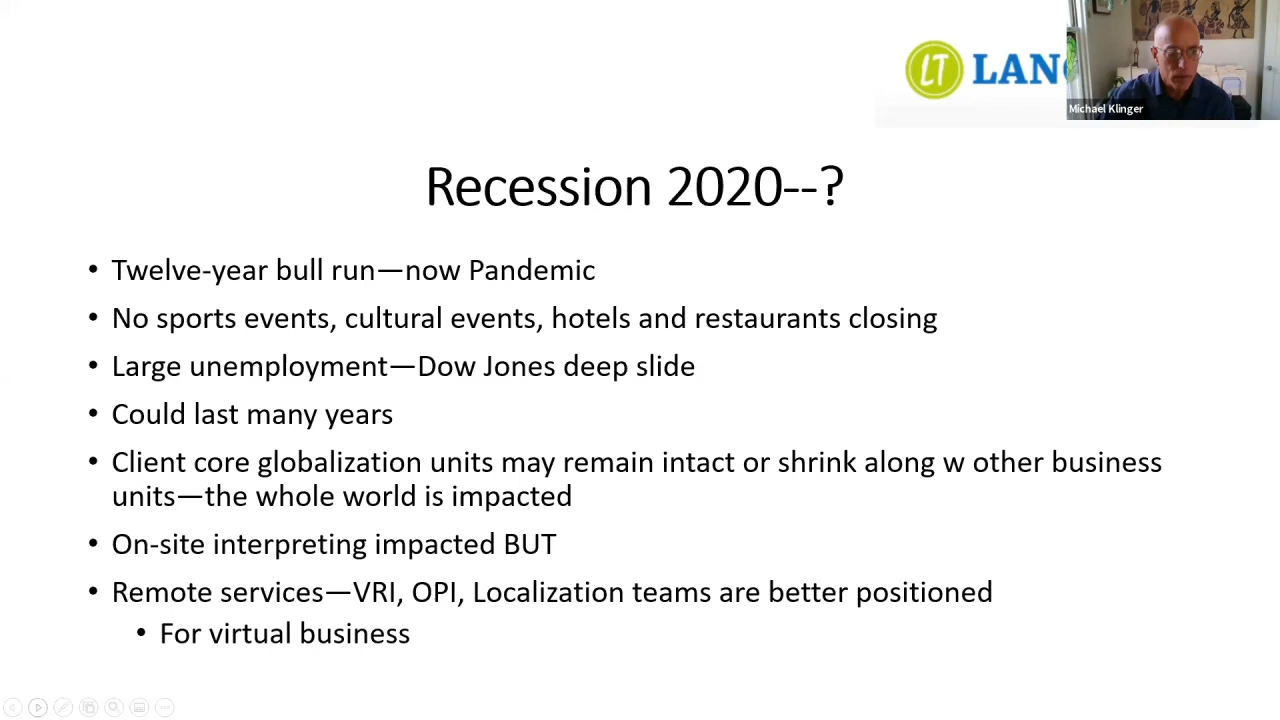 LT LAN
Michael Klinger
Recession 2020--?
• Twelve-year bull run—now Pandemic
• No sports events, cultural events, hotels and restaurants closing
• Large unemployment—Dow Jones deep slide
• Could last many years
• Client core globalization units may remain intact or shrink along w other business
units—the whole world is impacted
• On-site interpreting impacted BUT
• Remote services—VRI, OPI, Localization teams are better positioned
• For virtual business